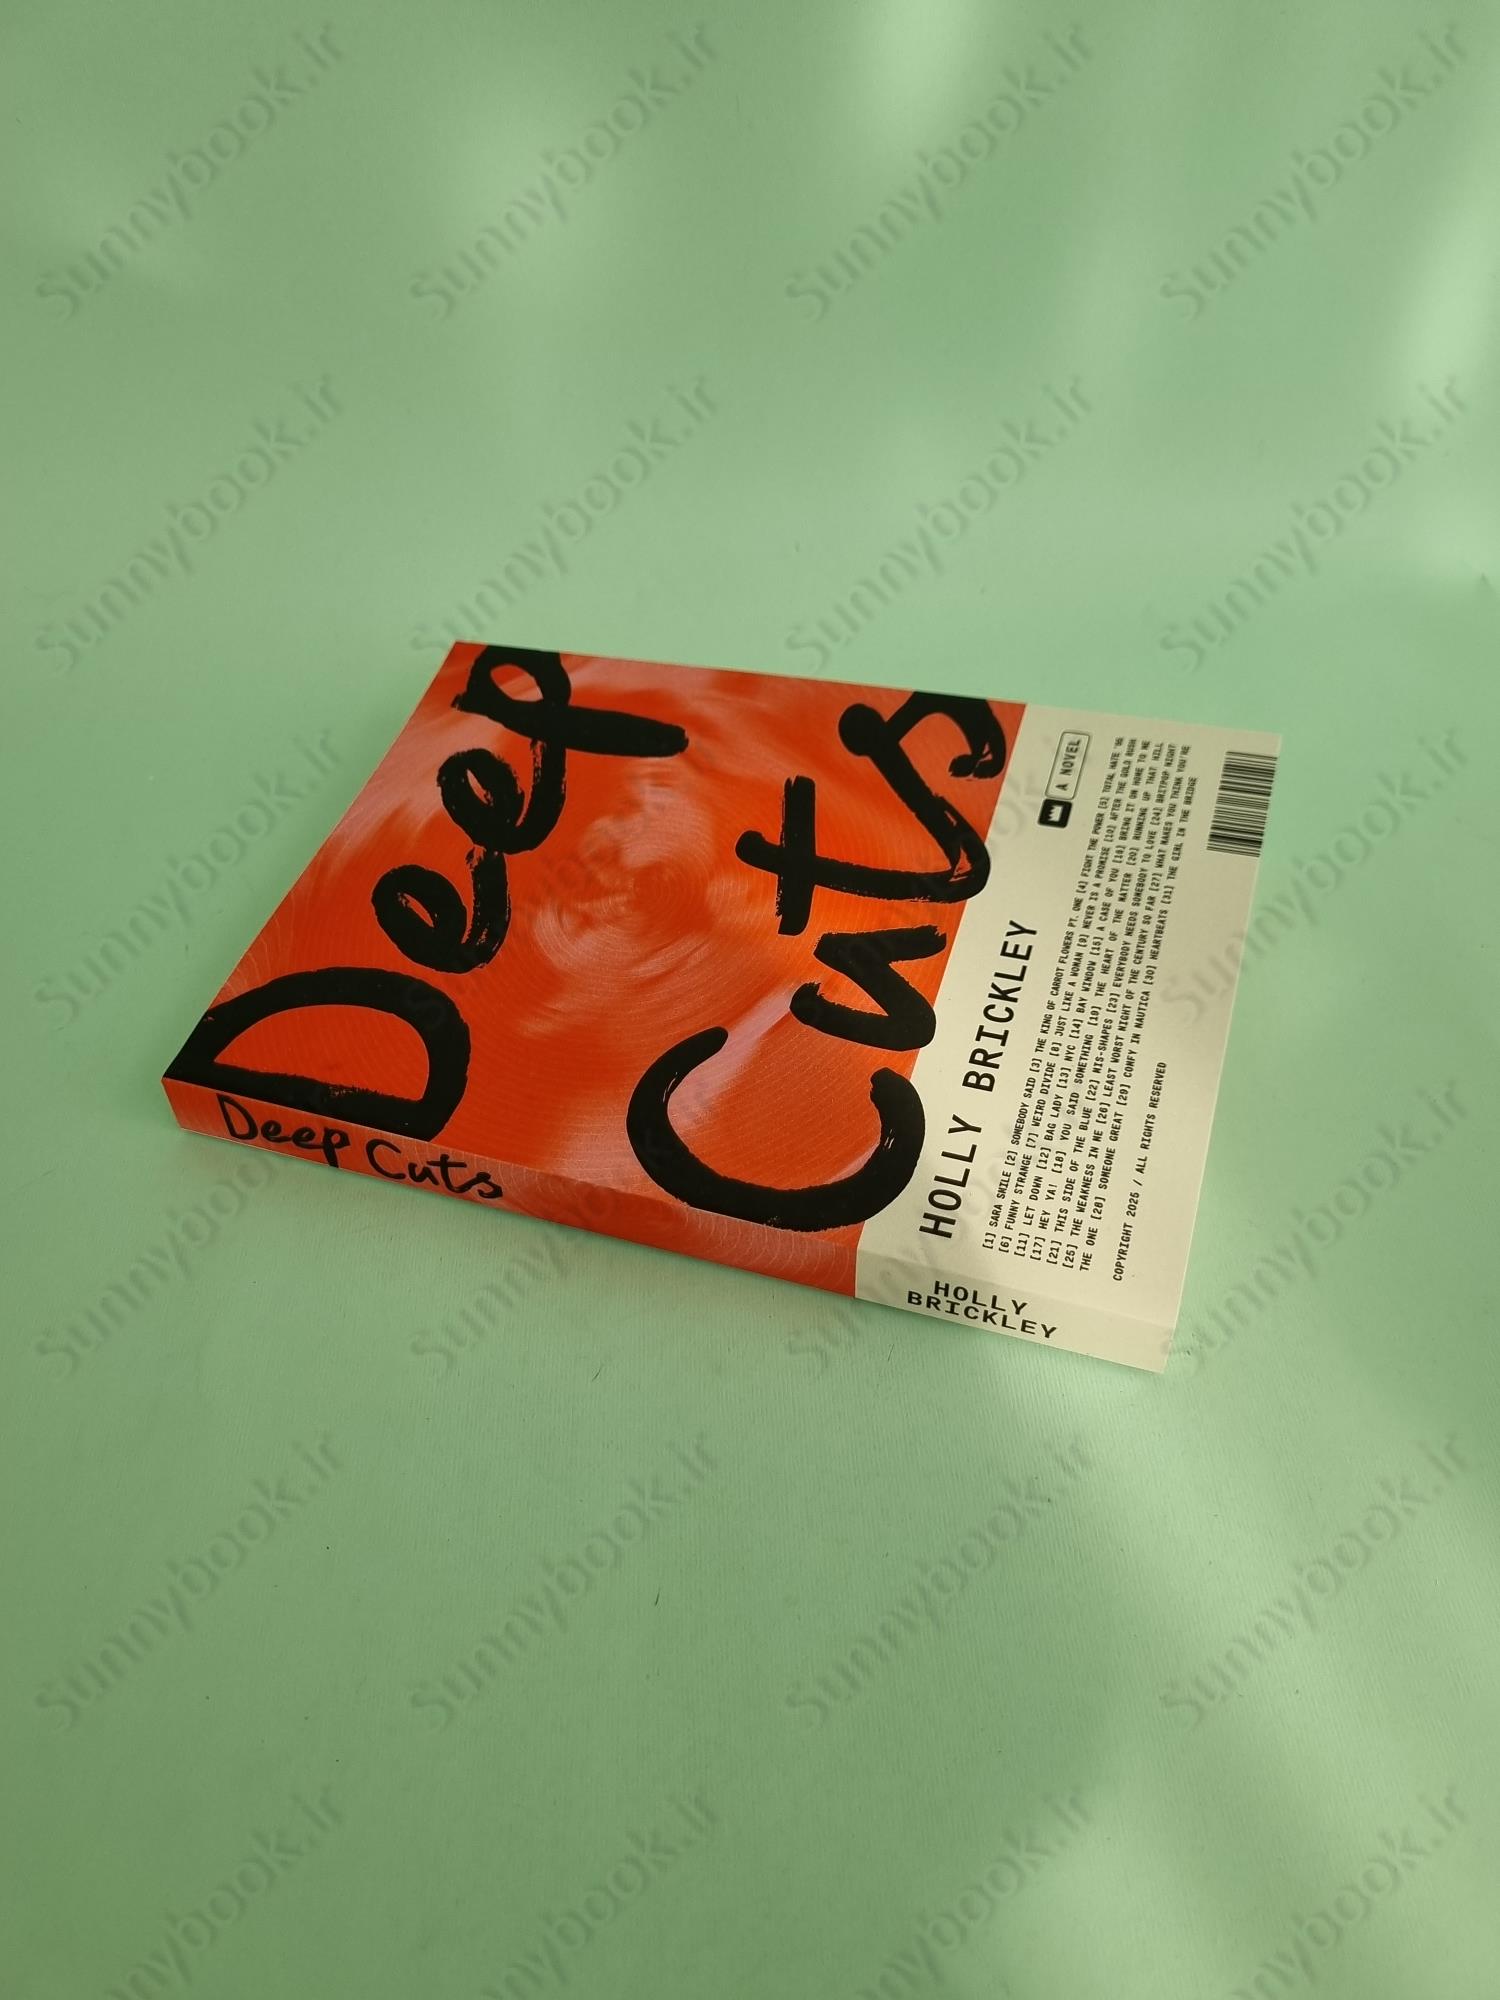 Deep
Cuts
HOLLY BRICKLEY
A NOVEL
[1] SARA SMILE [2] SOMEBODY SAID [3] THE KING OF CARROT FLOWERS PT. ONE [4] FIGHT THE POWER [5] TOTAL HATE '95
[6] FUNNY STRANGE [7] WEIRD DIVIDE [8] JUST LIKE A WOMAN [9] NEVER IS A PROMISE [10] AFTER THE GOLD RUSH
[11] LET DOWN [12] BAG LADY [13] NYC [14] BAY WINDOW [15] A CASE OF YOU [16] BRING IT ON HOME TO ME
[17] HEY YA! [18] YOU SAID SOMETHING [19] THE HEART OF THE MATTER [20] RUNNING UP THAT HILL
[21] THIS SIDE OF THE BLUE [22] MIS-SHAPES [23] EVERYBODY NEEDS SOMEBODY TO LOVE [24] BRITPOP NIGHT
[25] THE WEAKNESS IN ME [26] LEAST WORST NIGHT OF THE CENTURY SO FAR [27] WHAT MAKES YOU THINK YOU'RE
THE ONE [28] SOMEONE GREAT [29] COMFY IN NAUTICA [30] HEARTBEATS [31] THE GIRL IN THE BRIDGE
COPYRIGHT 2025 / ALL RIGHTS RESERVED
Deep Cuts
HOLLY
BRICKLEY
Sunnybook.ir